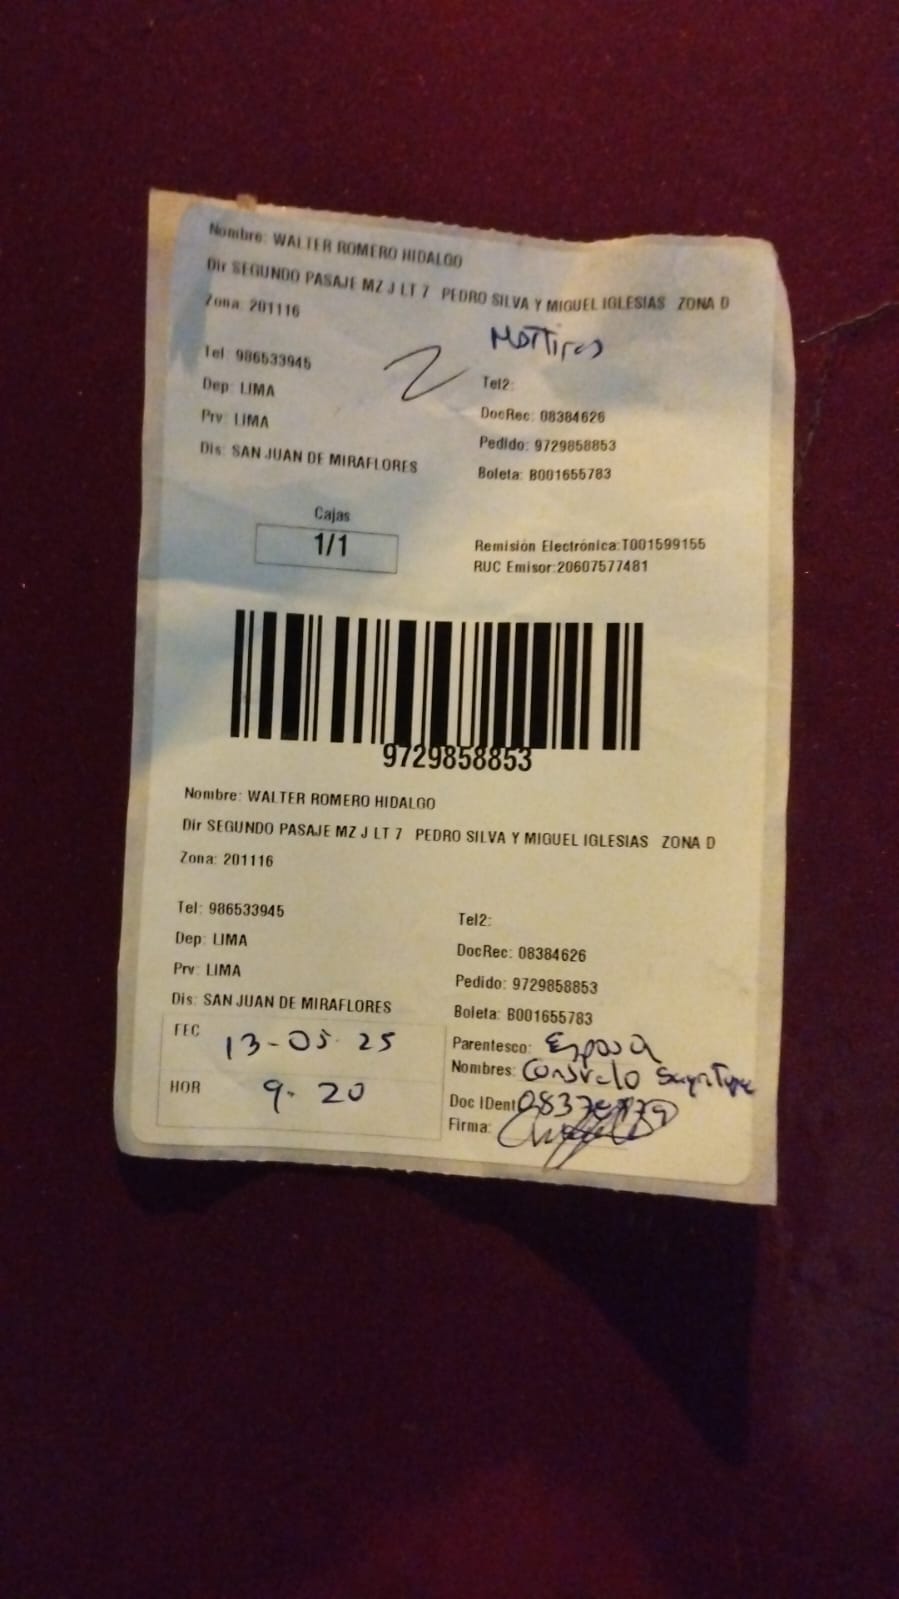 Nombre: WALTER ROMERO HIDALGO
Dir SEGUNDO PASAJE MZ J LT 7 PEDRO SILVA Y MIGUEL IGLESIAS ZONA D
Zona: 201116
Tel: 986533945
2
Tel2:
Dep: LIMA
DocRec: 08384626
Prv: LIMA
Pedido: 9729858853
Dis: SAN JUAN DE MIRAFLORES
Boleta: B001655783
Cajas
1/1
Remisión Electrónica:T001599155
RUC Emisor:20607577481
9729858853
Nombre: WALTER ROMERO HIDALGO
Dir SEGUNDO PASAJE MZ J LT 7 PEDRO SILVA Y MIGUEL IGLESIAS ZONA D
Zona: 201116
Tel: 986533945
Tel2:
Dep: LIMA
DocRec: 08384626
Prv: LIMA
Pedido: 9729858853
Dis: SAN JUAN DE MIRAFLORES
Boleta: B001655783
FEC 13-05-25
Parentesco: Esposa
Nombres: Consuelo
HOR 9-20
Doc IDent
Firma: